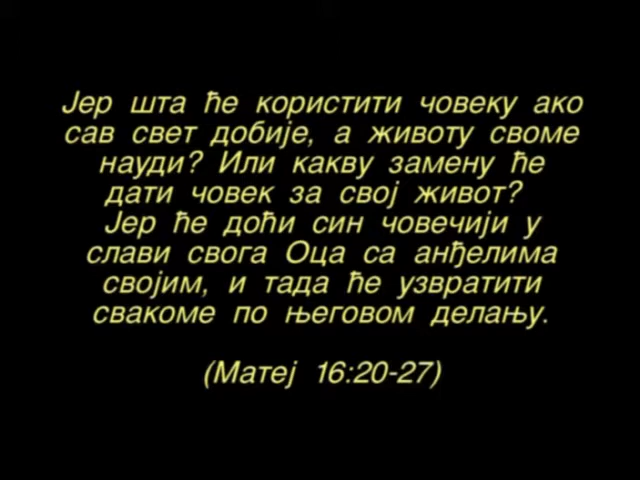 Јер шта ће користити човеку ако
сав свет добије, а животу своме
науди? Или какву замену ће
дати човек за свој живот?
Јер ће доћи син човечији у
слави свога Оца са анђелима
својим, и тада ће узвратити
свакоме по његовом делању.
(Матеј 16:20-27)